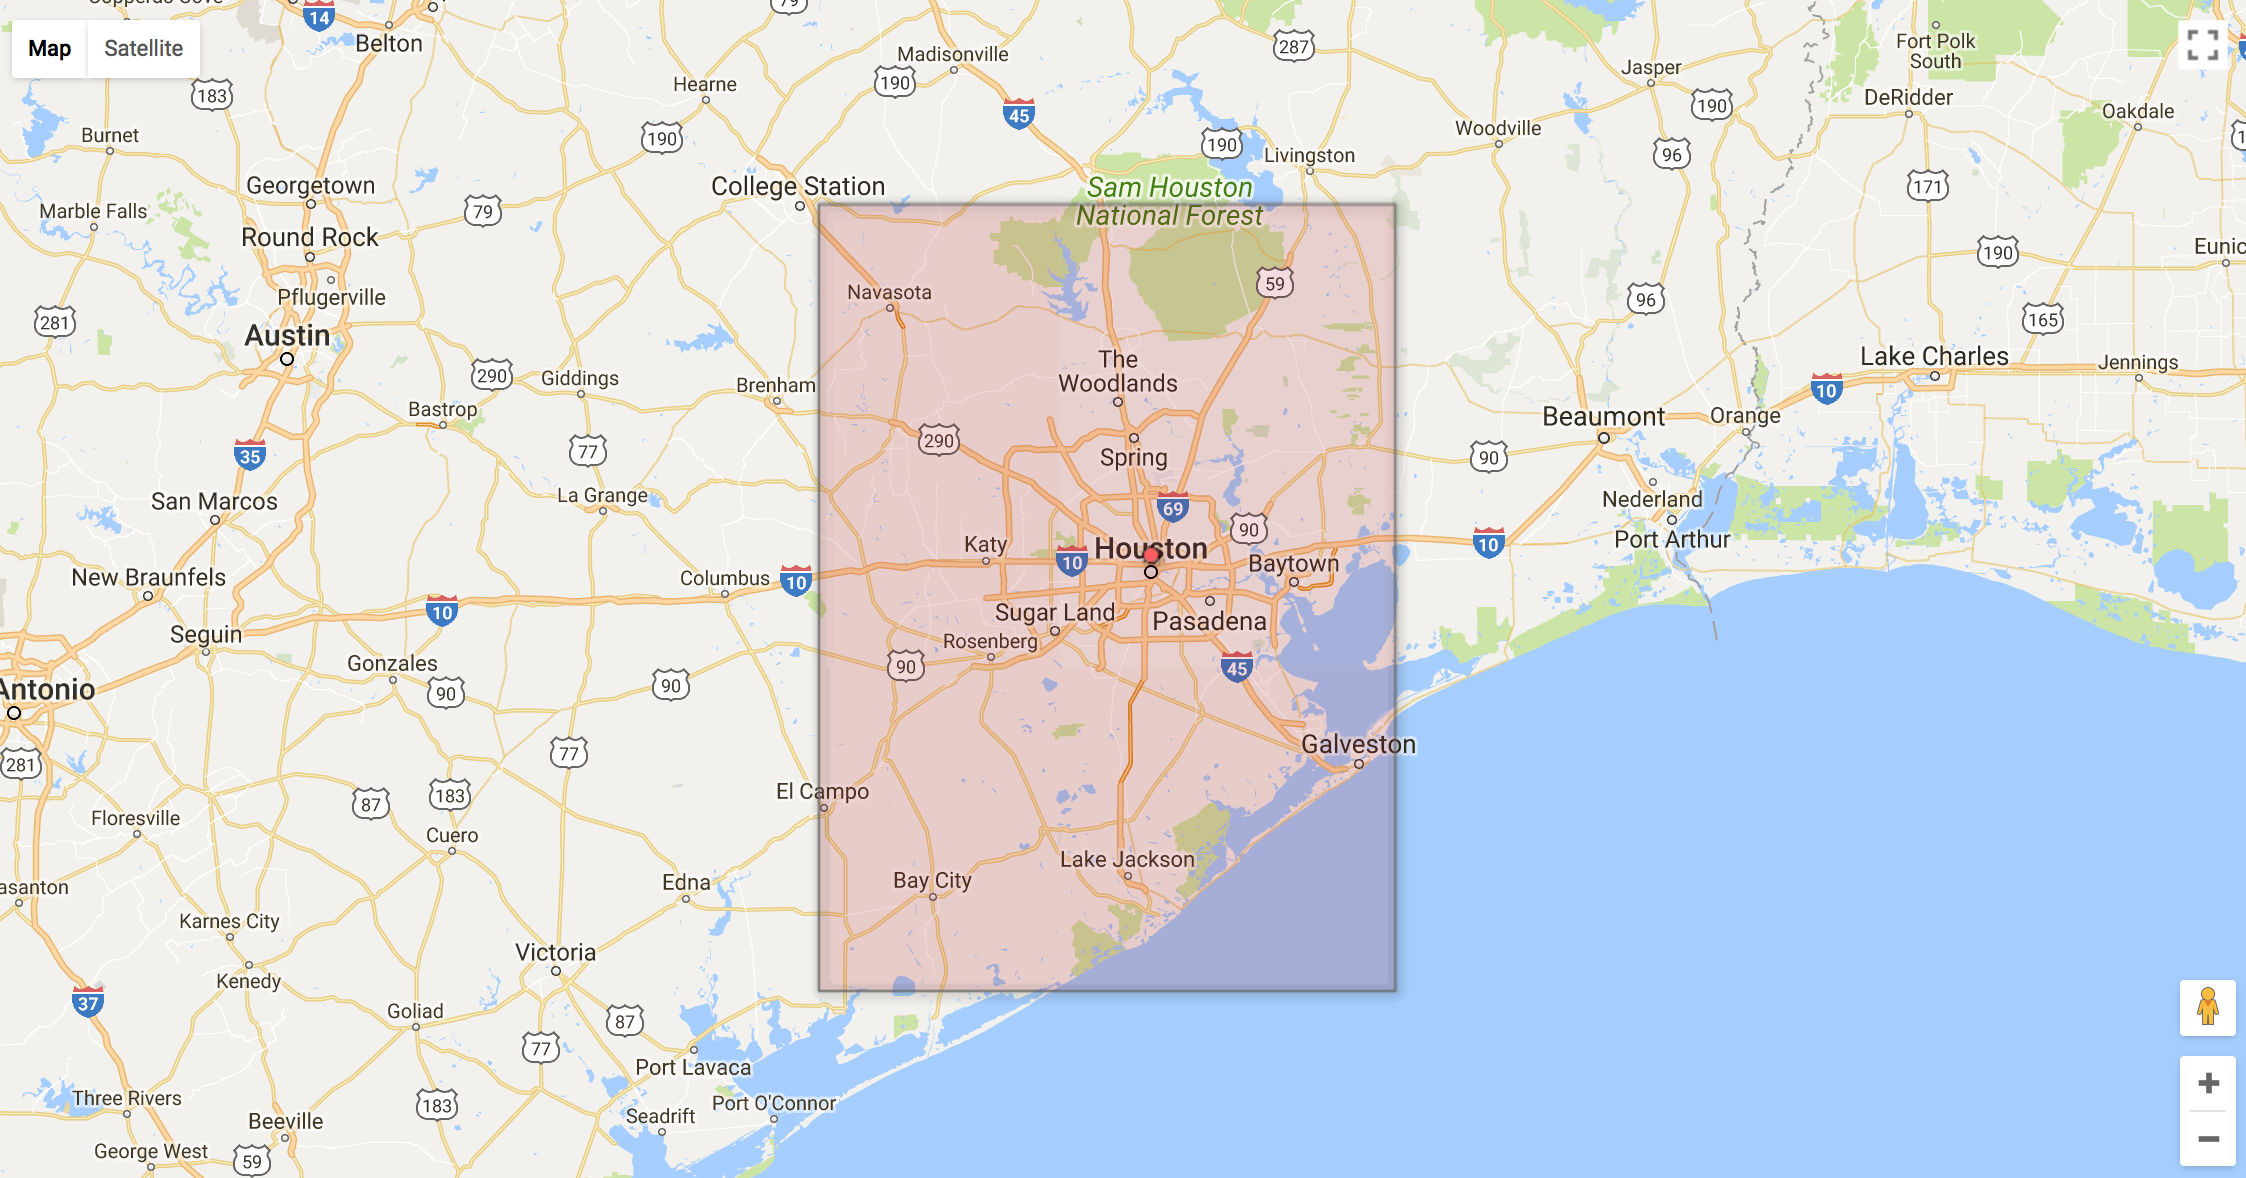 Map
Satellite
14
Belton
79
Madisonville
287
Fort Polk
South
Jasper
Hearne
190
183
45
190
DeRidder
Oakdale
Burnet
190
190
Woodville
96
Livingston
Georgetown
College Station
Sam Houston
National Forest
171
Marble Falls
79
Round Rock
190
Eunic
Pflugerville
Navasota
59
96
281
165
Austin
The
Woodlands
Lake Charles
Jennings
290
Giddings
Brenham
10
Bastrop
Beaumont
Orange
290
35
77
Spring
90
San Marcos
La Grange
69
Nederland
90
Katy
Houston
10
Port Arthur
10
Baytown
New Braunfels
Columbus
10
10
Sugar Land
Pasadena
Seguin
Rosenberg
Gonzales
90
45
90
90
Antonio
77
Galveston
281
87
183
El Campo
Floresville
Cuero
Lake Jackson
asanton
Edna
Bay City
Karnes City
Victoria
Kenedy
37
Goliad
87
77
Port Lavaca
Three Rivers
183
Port O'Connor
Seadrift
Beeville
George West
59